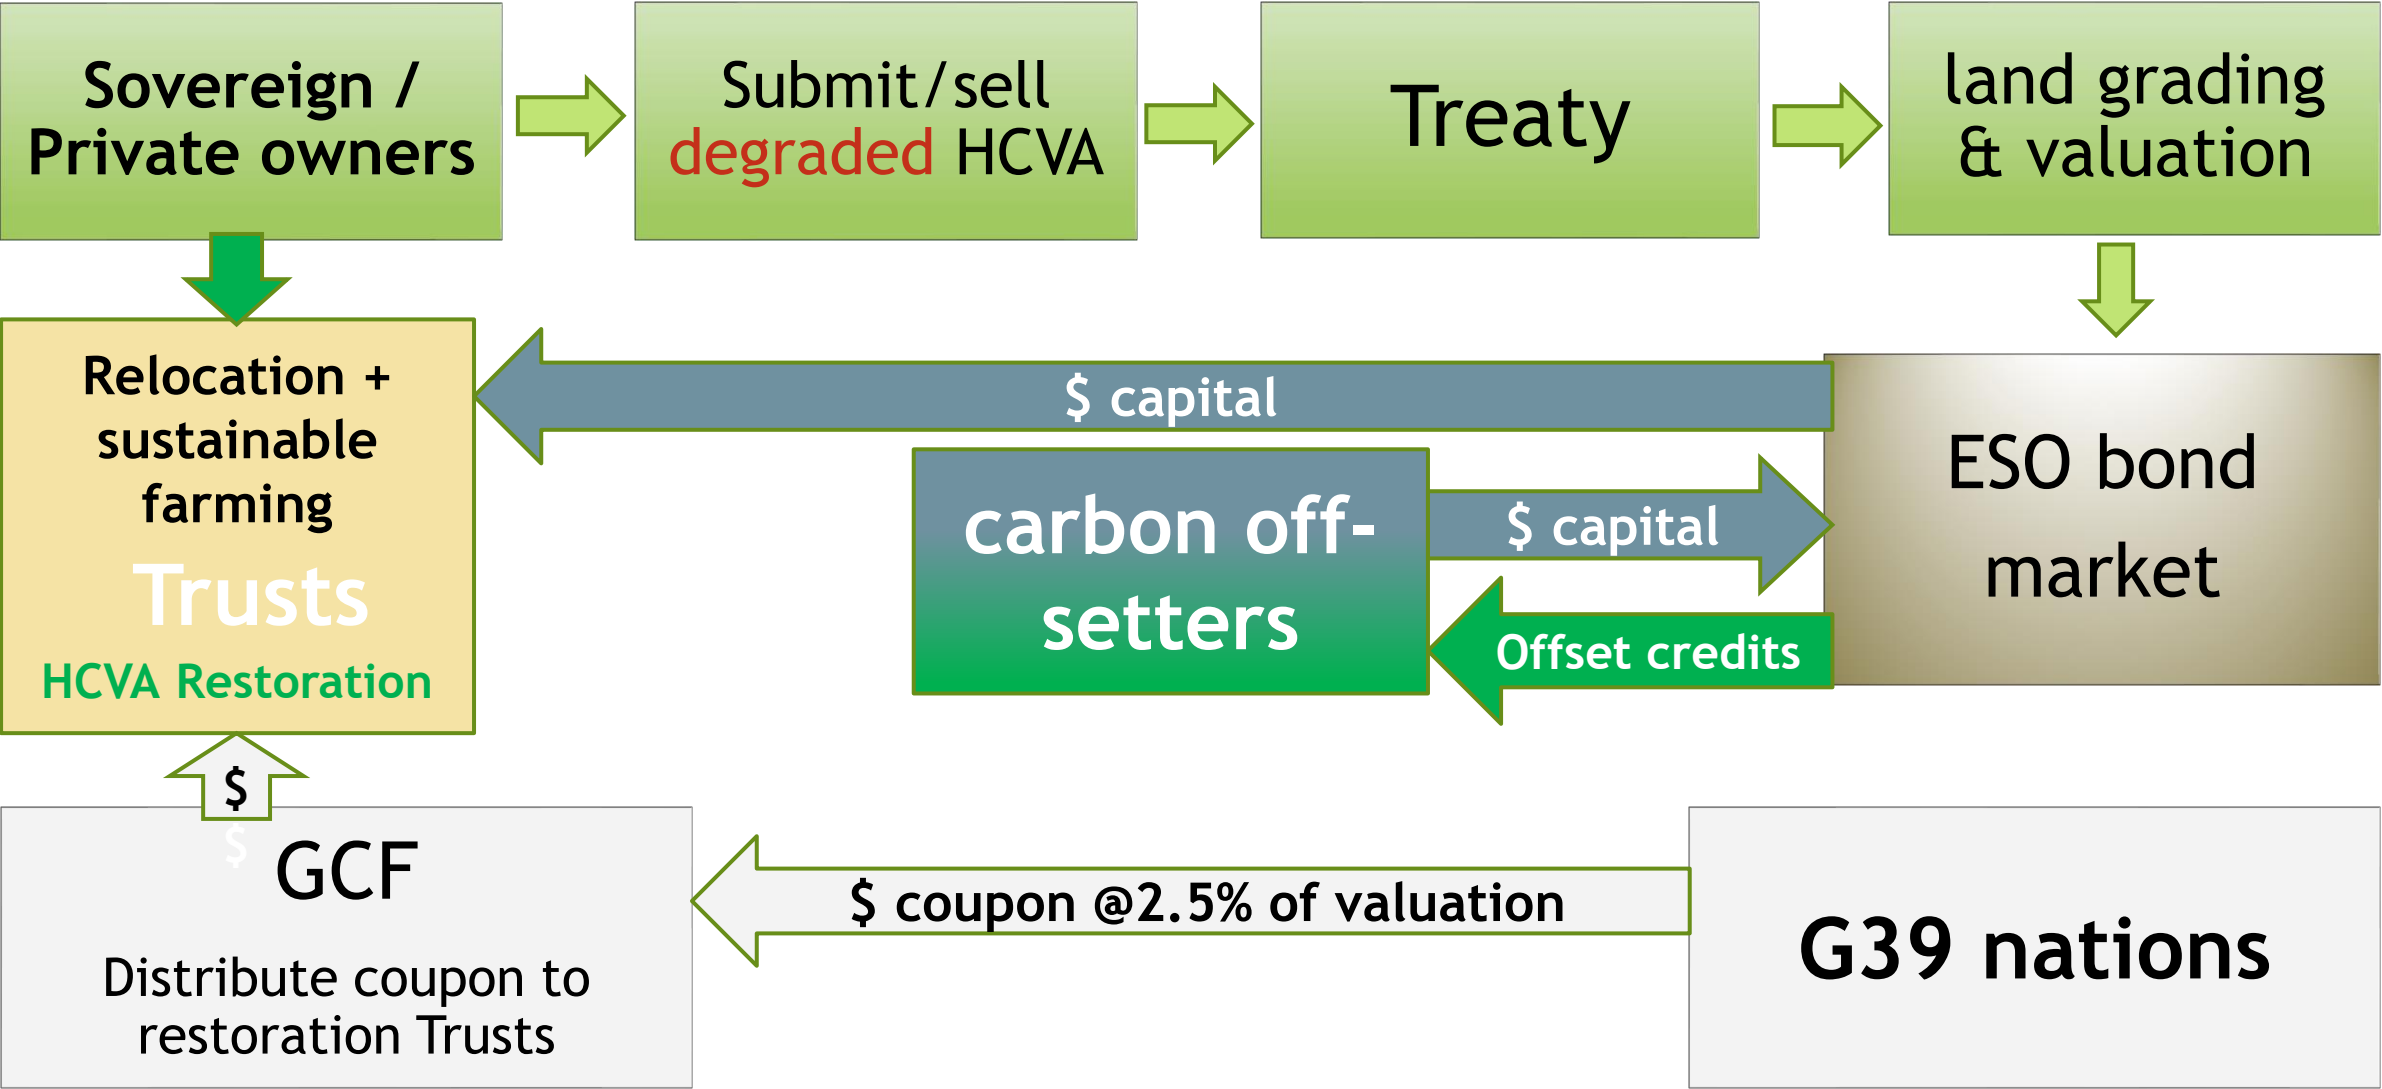 Sovereign /
Private owners
Submit/sell
degraded HCVA
Treaty
land grading
& valuation
Relocation +
sustainable
farming
Trusts
HCVA Restoration
$ capital
carbon off-
setters
$ capital
Offset credits
ESO bond
market
$
$
GCF
Distribute coupon to
restoration Trusts
$ coupon @2.5% of valuation
G39 nations